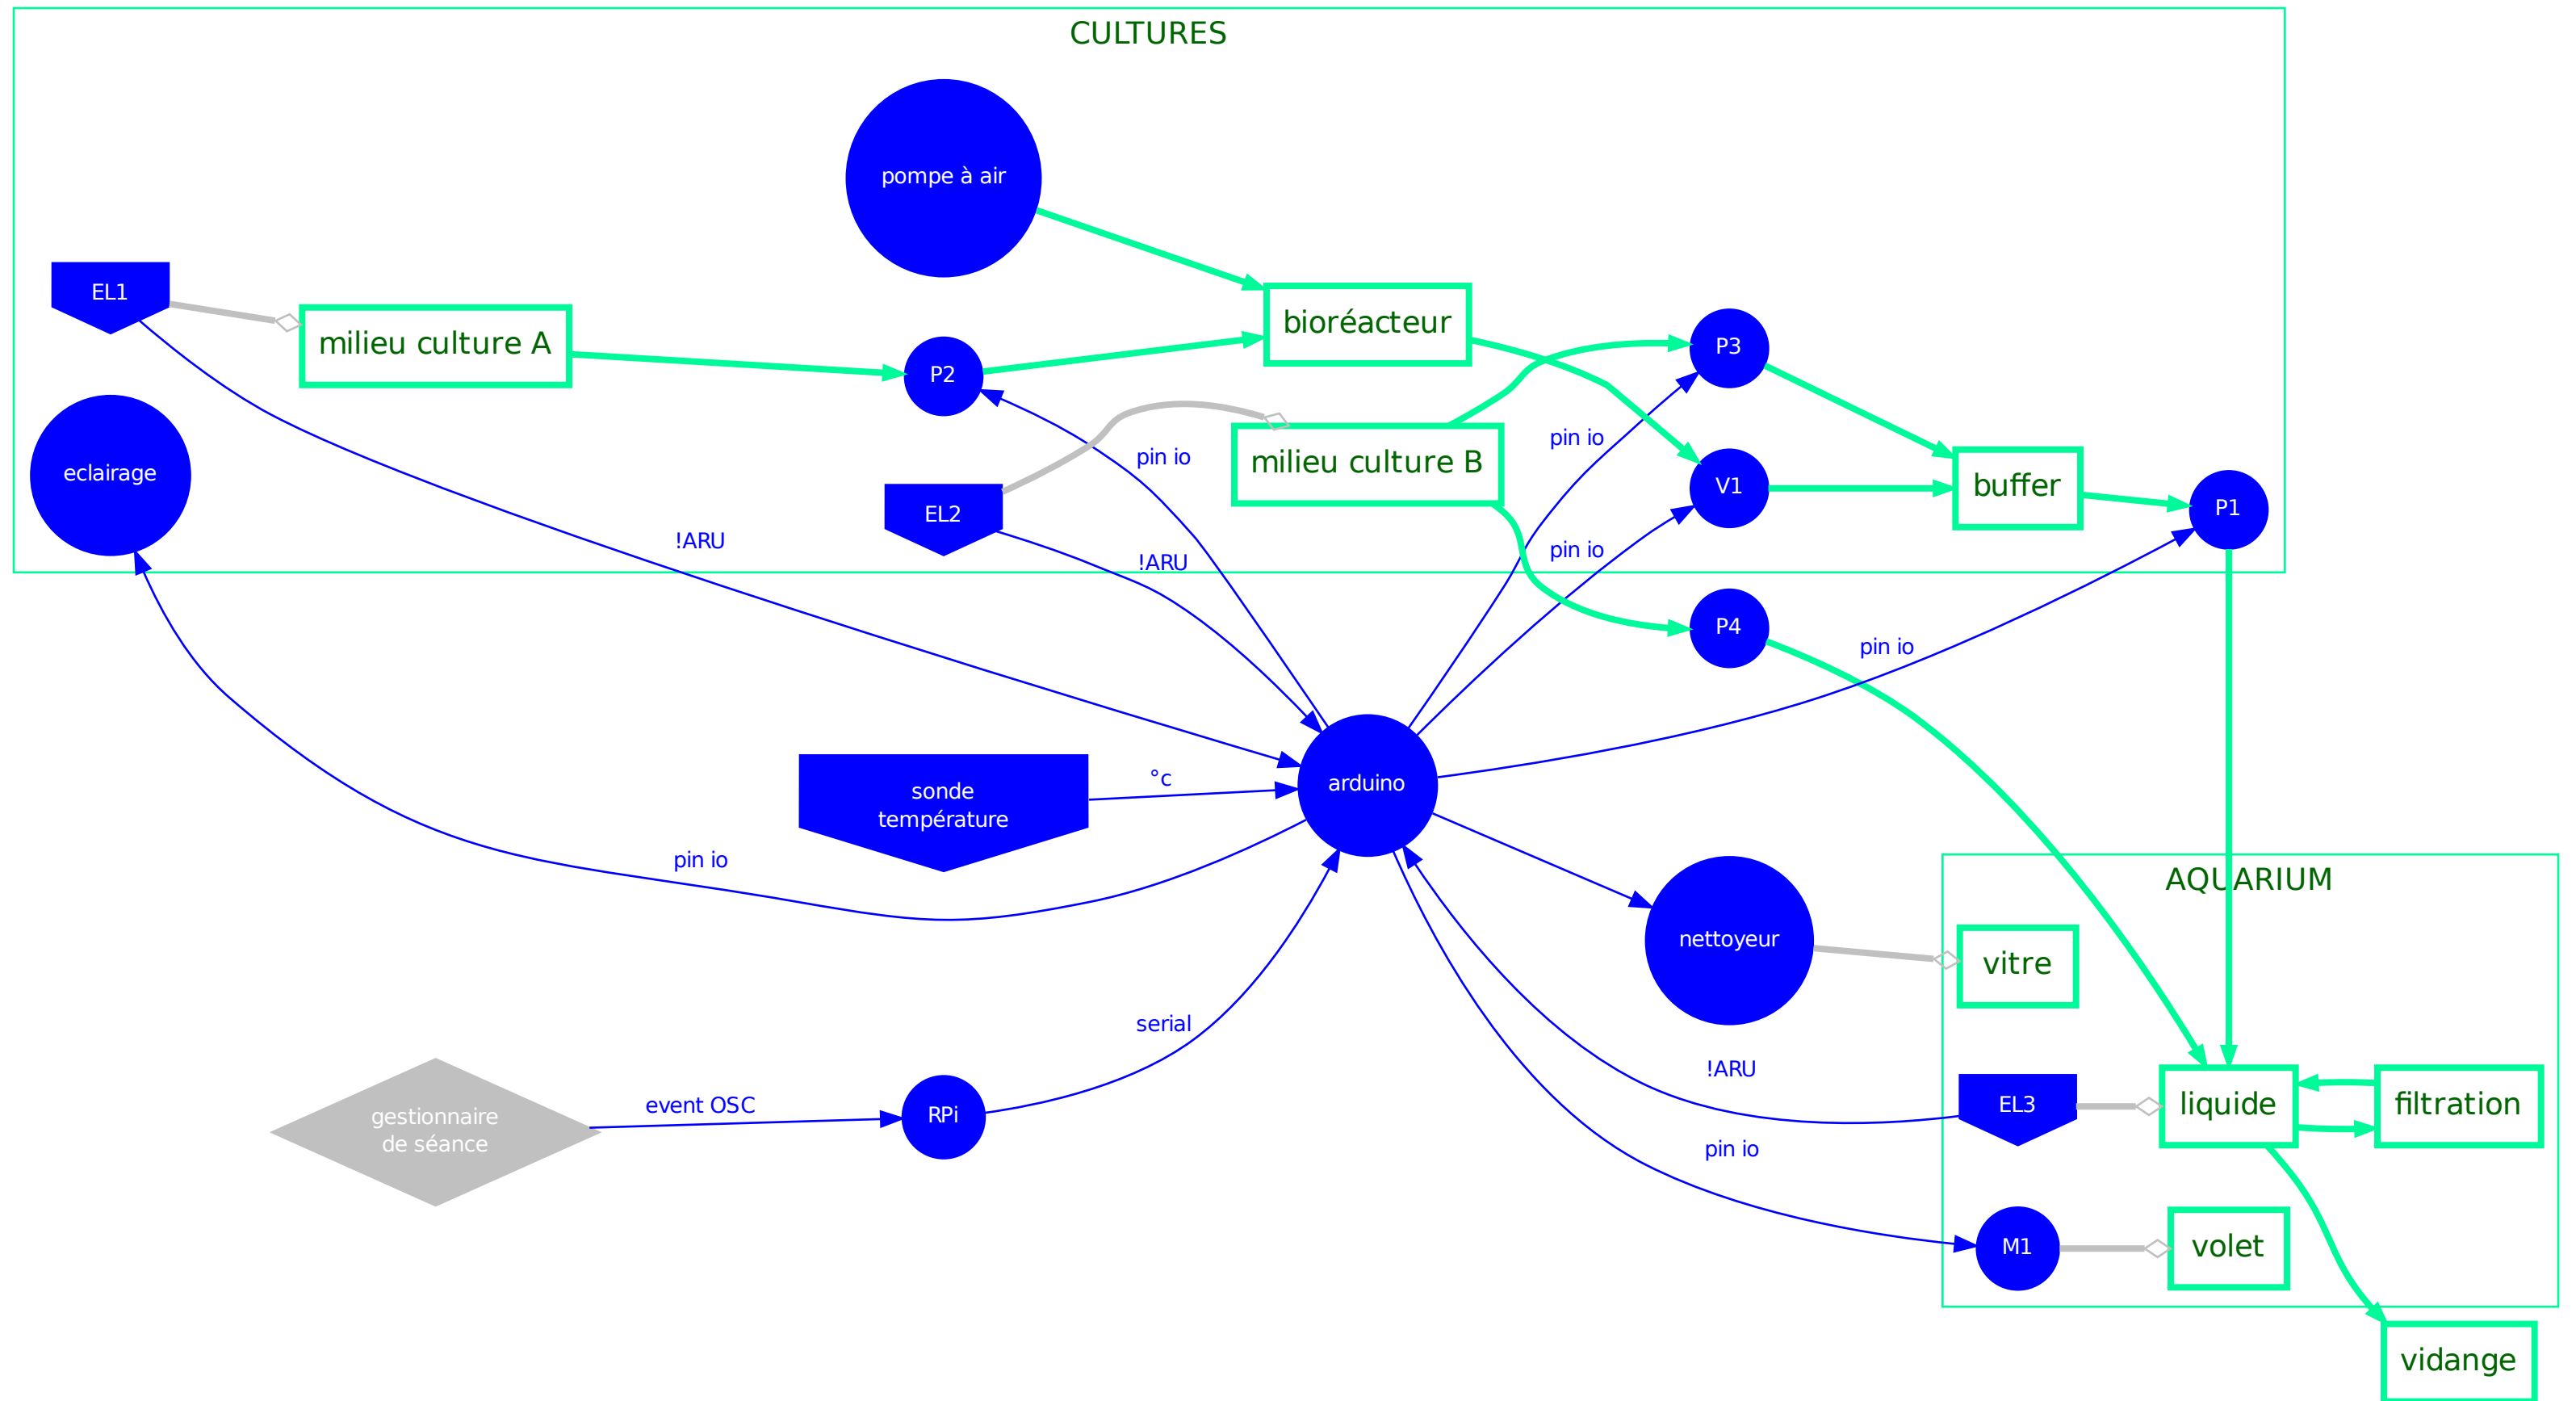 CULTURES
pompe à air
EL1
bioréacteur
milieu culture A
P3
P2
pin io
pin io
milieu culture B
eclairage
V1
buffer
P1
EL2
!ARU
pin io
!ARU
P4
pin io
arduino
°c
sonde
température
pin io
AQUARIUM
nettoyeur
vitre
serial
!ARU
event OSC
EL3
liquide
filtration
gestionnaire
de séance
RPi
pin io
M1
volet
vidange